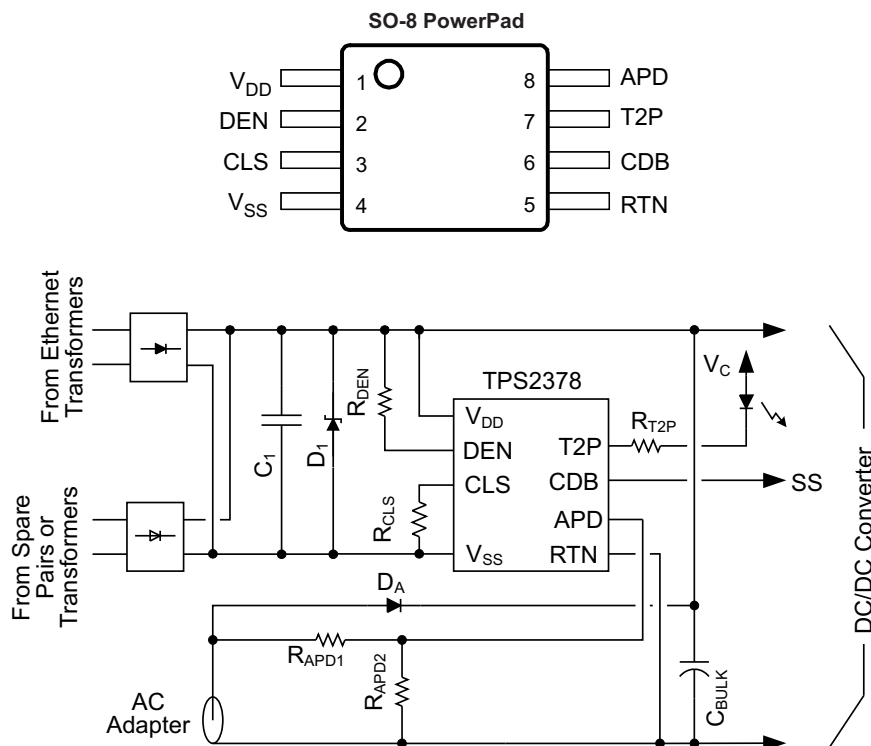 SO-8 PowerPad
VDD
1
8
APD
DEN
2
7
T2P
CLS
3
6
CDB
VSS
4
5
RTN
From Ethernet
Transformers
From Spare
Pairs or
Transformers
C1
D1
RDEN
RCLS
TPS2378
VDD
DEN
CLS
VSS
T2P
CDB
APD
RTN
RT2P
VC
SS
DC/DC Converter
DA
RAPD1
RAPD2
CBULK
AC
Adapter